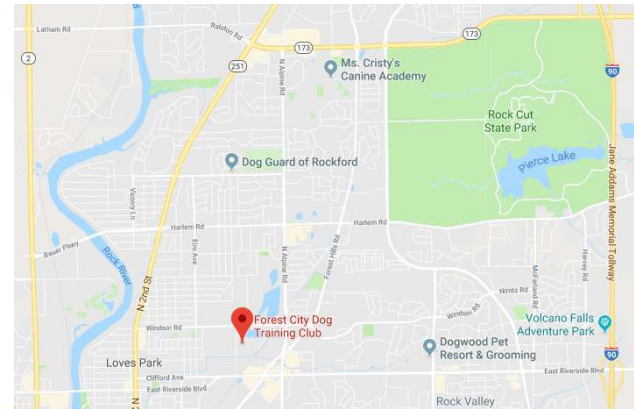 Latham Rd
Ralston Rd
173
173
2
251
N Alpine Rd
Ms. Cristy's
Canine Academy
90
Rock Cut
State Park
Pierce Lake
Jane Addams Memorial Tollway
Dog Guard of Rockford
Victory Ln
Harlem Rd
Harlem Rd
Bauer Pkwy
Elm Ave
Rock River
N 2nd St
N Alpine Rd
Forest Hills Rd
Harvey Rd
McFarland Rd
Nimtz Rd
Windsor Rd
Forest City Dog
Training Club
Windsor Rd
Volcano Falls
Adventure Park
Dogwood Pet
Resort & Grooming
90
Loves Park
Clifford Ave
East Riverside Blvd
East Riverside Blvd
Rock Valley